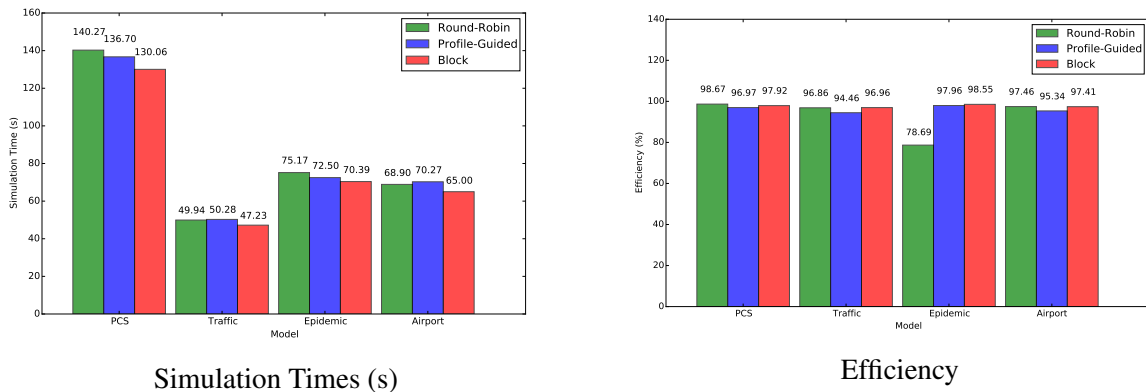 160
140
120
100
80
60
40
20
0
Simulation Time (s)
140.27
136.70
130.06
49.94
50.28
47.23
75.17
72.50
70.39
68.90
70.27
65.00
Round-Robin
Profile-Guided
Block
PCS
Traffic
Epidemic
Airport
Model
Simulation Times (s)
140
120
100
80
60
40
20
0
Efficiency (%)
98.67
96.97
97.92
96.86
94.46
96.96
78.69
97.96
98.55
97.46
95.34
97.41
Round-Robin
Profile-Guided
Block
PCS
Traffic
Epidemic
Airport
Model
Efficiency